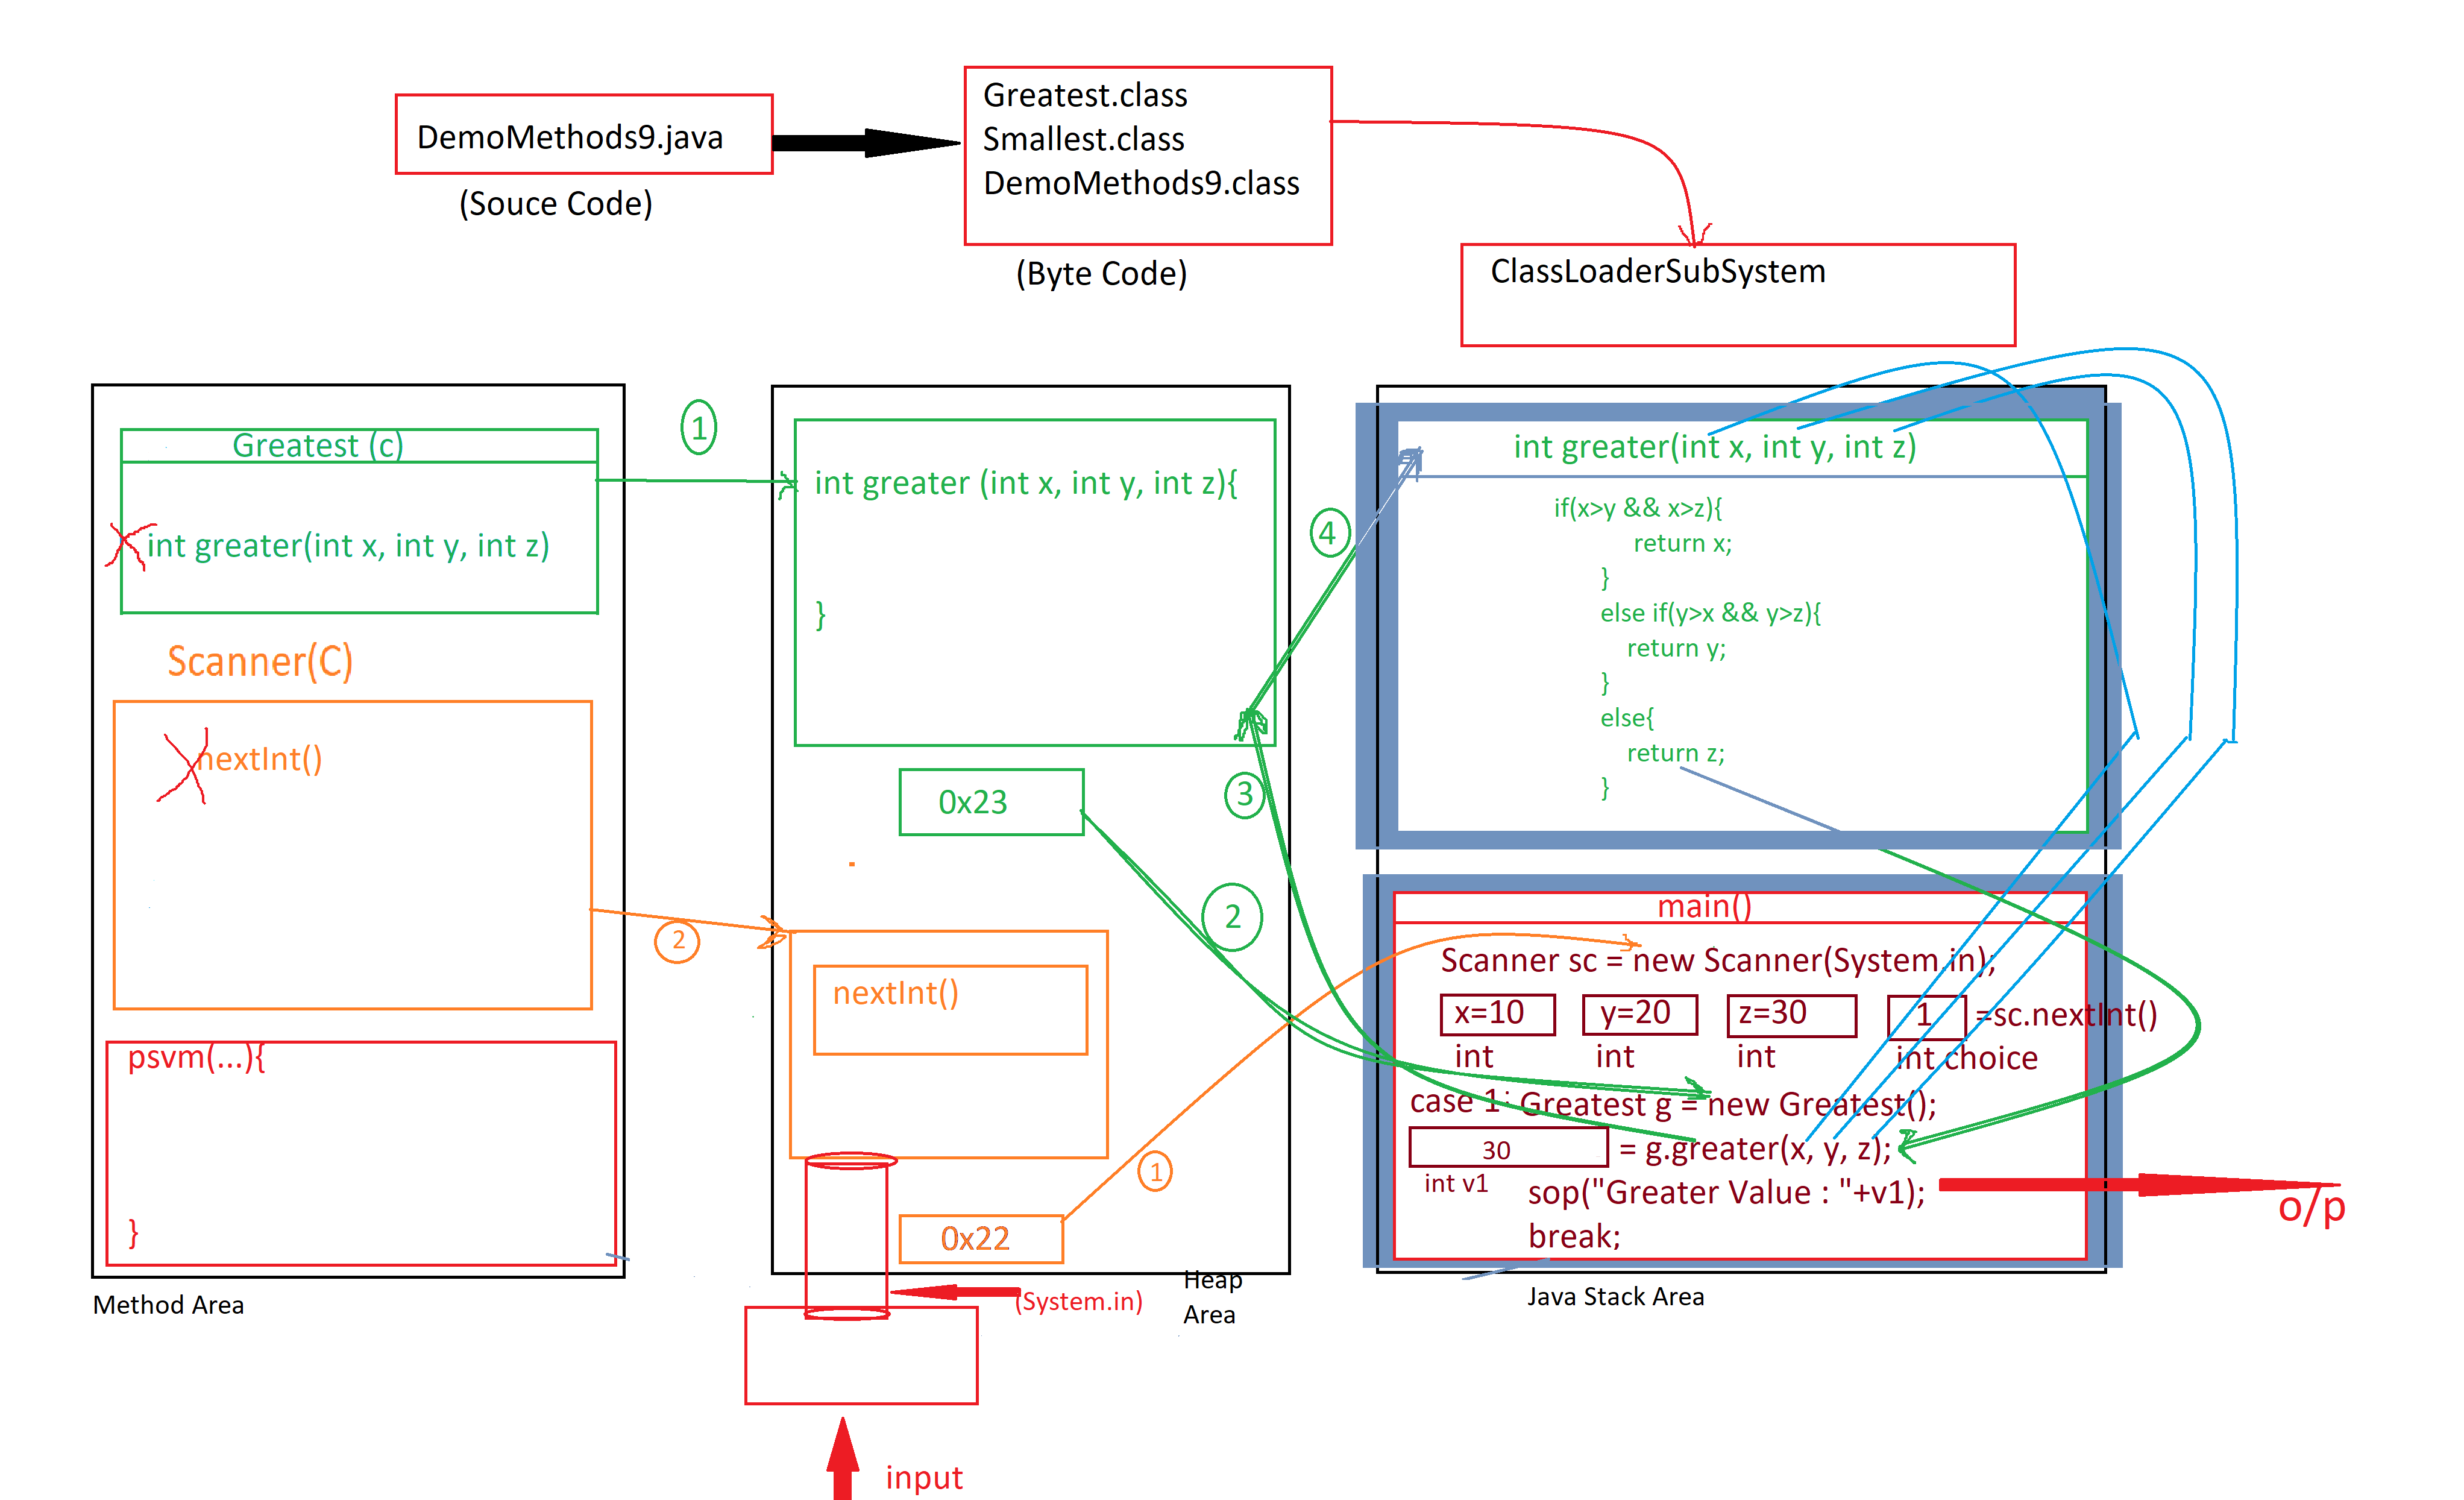 DemoMethods9.java
(Souce Code)
Greatest.class
Smallest.class
DemoMethods9.class
(Byte Code)
ClassLoaderSubSystem
Greatest (c)
int greater(int x, int y, int z)
Scanner(C)
nextInt()
psvm(...){
}
Method Area
1
2
int greater (int x, int y, int z){
}
0x23
nextInt()
0x22
(System.in)
Heap
Area
input
4
3
2
1
int greater(int x, int y, int z)
if(x>y && x>z){
return x;
}
else if(y>x && y>z){
return y;
}
else{
return z;
}
main()
Scanner sc = new Scanner(System.in);
x=10 y=20 z=30 1 =sc.nextInt()
int int int int choice
case 1: Greatest g = new Greatest();
30 = g.greater(x, y, z);
int v1
sop("Greater Value : "+v1);
break;
o/p
Java Stack Area